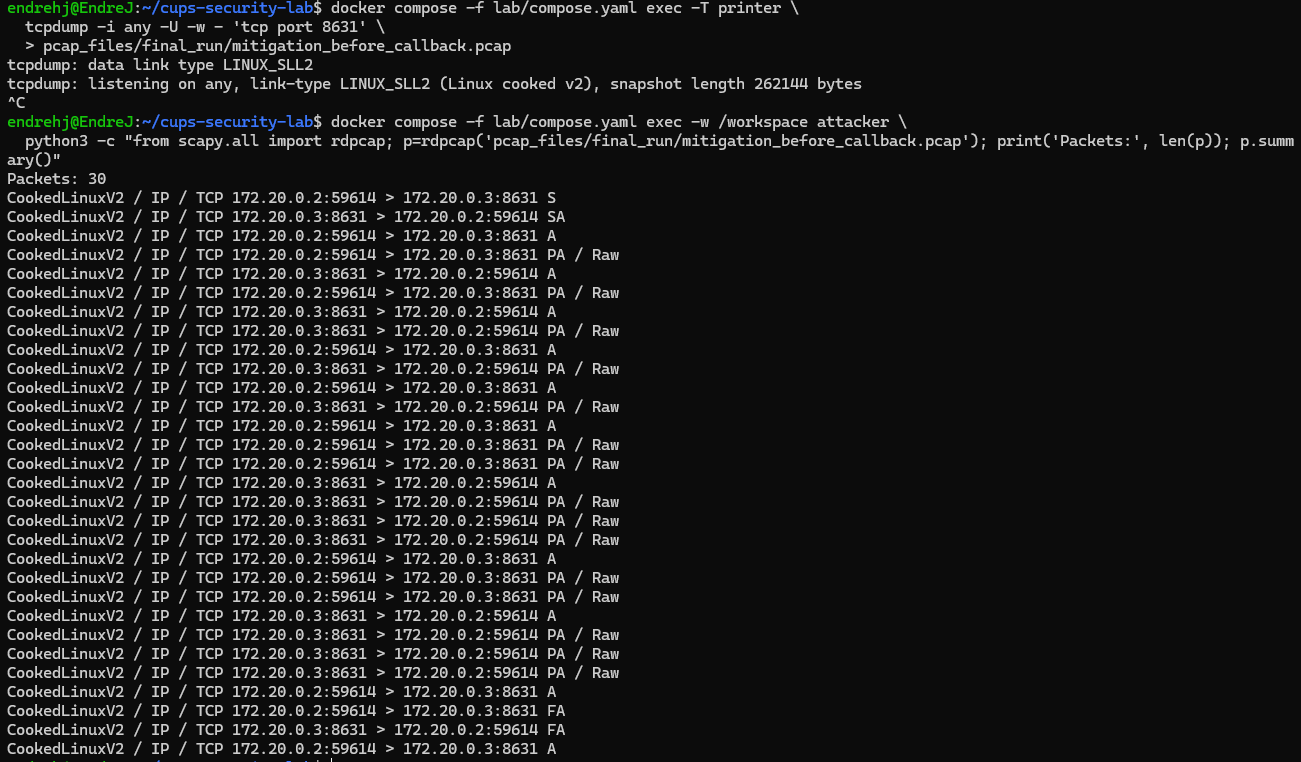 endrehj@EndreJ:~/cups-security-lab$ docker compose -f lab/compose.yaml exec -T printer \
  tcpdump -i any -U -w - 'tcp port 8631' \
  > pcap_files/final_run/mitigation_before_callback.pcap
tcpdump: data link type LINUX_SLL2
tcpdump: listening on any, link-type LINUX_SLL2 (Linux cooked v2), snapshot length 262144 bytes
^C
endrehj@EndreJ:~/cups-security-lab$ docker compose -f lab/compose.yaml exec -w /workspace attacker \
  python3 -c "from scapy.all import rdpcap; p=rdpcap('pcap_files/final_run/mitigation_before_callback.pcap'); print('Packets:', len(p)); p.summ
ary()"
Packets: 30
CookedLinuxV2 / IP / TCP 172.20.0.2:59614 > 172.20.0.3:8631 S
CookedLinuxV2 / IP / TCP 172.20.0.3:8631 > 172.20.0.2:59614 SA
CookedLinuxV2 / IP / TCP 172.20.0.2:59614 > 172.20.0.3:8631 A
CookedLinuxV2 / IP / TCP 172.20.0.2:59614 > 172.20.0.3:8631 PA / Raw
CookedLinuxV2 / IP / TCP 172.20.0.3:8631 > 172.20.0.2:59614 A
CookedLinuxV2 / IP / TCP 172.20.0.2:59614 > 172.20.0.3:8631 PA / Raw
CookedLinuxV2 / IP / TCP 172.20.0.3:8631 > 172.20.0.2:59614 A
CookedLinuxV2 / IP / TCP 172.20.0.3:8631 > 172.20.0.2:59614 PA / Raw
CookedLinuxV2 / IP / TCP 172.20.0.2:59614 > 172.20.0.3:8631 A
CookedLinuxV2 / IP / TCP 172.20.0.3:8631 > 172.20.0.2:59614 PA / Raw
CookedLinuxV2 / IP / TCP 172.20.0.2:59614 > 172.20.0.3:8631 A
CookedLinuxV2 / IP / TCP 172.20.0.3:8631 > 172.20.0.2:59614 PA / Raw
CookedLinuxV2 / IP / TCP 172.20.0.2:59614 > 172.20.0.3:8631 A
CookedLinuxV2 / IP / TCP 172.20.0.2:59614 > 172.20.0.3:8631 PA / Raw
CookedLinuxV2 / IP / TCP 172.20.0.2:59614 > 172.20.0.3:8631 PA / Raw
CookedLinuxV2 / IP / TCP 172.20.0.3:8631 > 172.20.0.2:59614 A
CookedLinuxV2 / IP / TCP 172.20.0.3:8631 > 172.20.0.2:59614 PA / Raw
CookedLinuxV2 / IP / TCP 172.20.0.3:8631 > 172.20.0.2:59614 PA / Raw
CookedLinuxV2 / IP / TCP 172.20.0.3:8631 > 172.20.0.2:59614 PA / Raw
CookedLinuxV2 / IP / TCP 172.20.0.2:59614 > 172.20.0.3:8631 A
CookedLinuxV2 / IP / TCP 172.20.0.2:59614 > 172.20.0.3:8631 PA / Raw
CookedLinuxV2 / IP / TCP 172.20.0.2:59614 > 172.20.0.3:8631 PA / Raw
CookedLinuxV2 / IP / TCP 172.20.0.3:8631 > 172.20.0.2:59614 A
CookedLinuxV2 / IP / TCP 172.20.0.3:8631 > 172.20.0.2:59614 PA / Raw
CookedLinuxV2 / IP / TCP 172.20.0.3:8631 > 172.20.0.2:59614 PA / Raw
CookedLinuxV2 / IP / TCP 172.20.0.3:8631 > 172.20.0.2:59614 PA / Raw
CookedLinuxV2 / IP / TCP 172.20.0.2:59614 > 172.20.0.3:8631 A
CookedLinuxV2 / IP / TCP 172.20.0.2:59614 > 172.20.0.3:8631 FA
CookedLinuxV2 / IP / TCP 172.20.0.3:8631 > 172.20.0.2:59614 FA
CookedLinuxV2 / IP / TCP 172.20.0.2:59614 > 172.20.0.3:8631 A